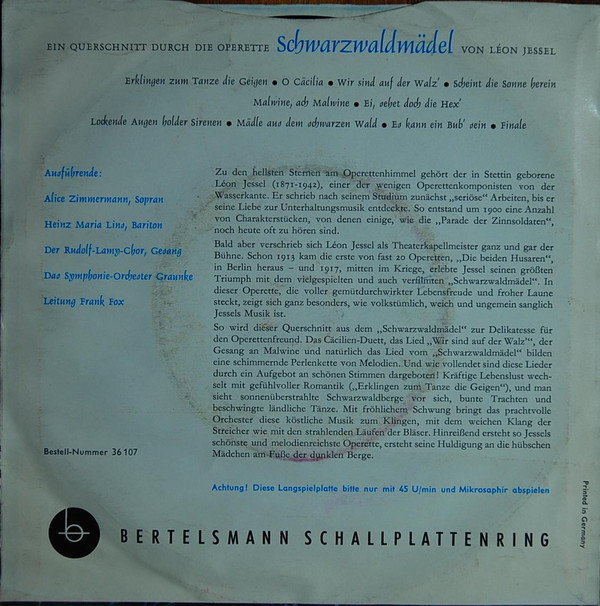 EIN QUERSCHNITT DURCH DIE OPERETTE Schwarzwaldmädel VON LÉON JESSEL
Erklingen zum Tanze die Geigen • O Cäcilia • Wir sind auf der Walz' • Scheint die Sonne herein
Malwine, ach Malwine • Ei, sehet doch die Hex'
Lockende Augen holder Sirenen • Mädle aus dem schwarzen Wald • Es kann ein Bub' sein • Finale
Ausführende:
Alice Zimmermann, Sopran
Heinz Maria Lins, Bariton
Der Rudolf-Lamy-Chor, Gesang
Das Symphonie-Orchester Graunke
Leitung Frank Fox
Zu den hellsten Sternen am Operettenhimmel gehört der in Stettin geborene
Léon Jessel (1871-1942), einer der wenigen Operettenkomponisten von der
Wasserkante. Er schrieb nach seinem Studium zunächst „seriöse" Arbeiten, bis er
seine Liebe zur Unterhaltungsmusik entdeckte. So entstand um 1900 eine Anzahl
von Charakterstücken, von denen einige, wie die „Parade der Zinnsoldaten",
noch heute oft zu hören sind.
Bald aber verschrieb sich Léon Jessel als Theaterkapellmeister ganz und gar der
Bühne. Schon 1913 kam die erste von fast 20 Operetten, „Die beiden Husaren",
in Berlin heraus – und 1917, mitten im Kriege, erlebte Jessel seinen größten
Triumph mit dem vielgespielten und auch verfilmten „Schwarzwaldmädel". In
dieser Operette, die voller gemütdurchwirkter Lebensfreude und froher Laune
steckt, zeigt sich ganz besonders, wie volkstümlich, weich und ungemein sanglich
Jessels Musik ist.
So wird dieser Querschnitt aus dem „Schwarzwaldmädel" zur Delikatesse für
den Operettenfreund. Das Cäcilien-Duett, das Lied „Wir sind auf der Walz'", der
Gesang an Malwine und natürlich das Lied vom „Schwarzwaldmädel" bilden
eine schimmernde Perlenkette von Melodien. Und wie vollendet sind diese Lieder
durch ein Aufgebot an schönen Stimmen dargeboten! Kräftige Lebenslust wech-
selt mit gefühlvoller Romantik („Erklingen zum Tanze die Geigen"), und man
sieht sonnenüberstrahlte Schwarzwaldberge vor sich, bunte Trachten und
beschwingte ländliche Tänze. Mit fröhlichem Schwung bringt das prachtvolle
Orchester diese köstliche Musik zum Klingen, mit dem weichen Klang der
Streicher wie mit den strahlenden Läufen der Bläser. Hinreißend ersteht so Jessels
schönste und melodienreichste Operette, ersteht seine Huldigung an die hübschen
Mädchen am Fuße der dunklen Berge.
Bestell-Nummer 36 107
Achtung! Diese Langspielplatte bitte nur mit 45 U/min und Mikrosaphir abspielen
Printed in Germany
b BERTELSMANN SCHALLPLATTENRING